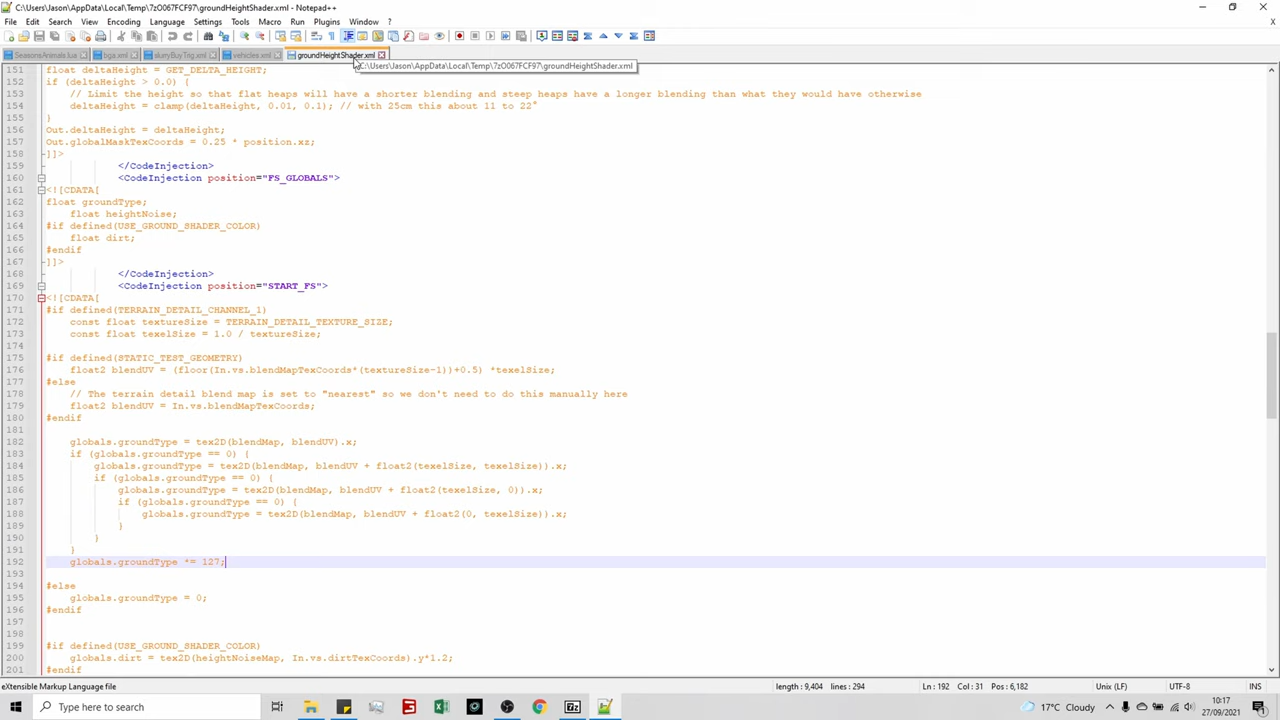 C:\Users\Jason\AppData\Local\Temp\7zO067FCF97\groundHeightShader.xml - Notepad++
File Edit Search View Encoding Language Settings Tools Macro Run Plugins Window ?
SeasonsAnimals.lua bga.xml slurryBuyTrig.xml vehicles.xml groundHeightShader.xml
C:\Users\Jason\AppData\Local\Temp\7zO067FCF97\groundHeightShader.xml
151 float deltaHeight = GET_DELTA_HEIGHT;
152 if (deltaHeight > 0.0) {
153 // Limit the height so that flat heaps will have a shorter blending and steep heaps have a longer blending than what they would have otherwise
154 deltaHeight = clamp(deltaHeight, 0.01, 0.1); // with 25cm this about 11 to 22°
155 }
156 Out.deltaHeight = deltaHeight;
157 Out.globalMaskTexCoords = 0.25 * position.xz;
158 ]]>
159 </CodeInjection>
160 <CodeInjection position="FS_GLOBALS">
161 <![CDATA[
162 float groundType;
163 float heightNoise;
164 #if defined(USE_GROUND_SHADER_COLOR)
165 float dirt;
166 #endif
167 ]]>
168 </CodeInjection>
169 <CodeInjection position="START_FS">
170 <![CDATA[
171 #if defined(TERRAIN_DETAIL_CHANNEL_1)
172 const float textureSize = TERRAIN_DETAIL_TEXTURE_SIZE;
173 const float texelSize = 1.0 / textureSize;
174
175 #if defined(STATIC_TEST_GEOMETRY)
176 float2 blendUV = (floor(In.vs.blendMapTexCoords*(textureSize-1))+0.5) *texelSize;
177 #else
178 // The terrain detail blend map is set to "nearest" so we don't need to do this manually here
179 float2 blendUV = In.vs.blendMapTexCoords;
180 #endif
181
182 globals.groundType = tex2D(blendMap, blendUV).x;
183 if (globals.groundType == 0) {
184 globals.groundType = tex2D(blendMap, blendUV + float2(texelSize, texelSize)).x;
185 if (globals.groundType == 0) {
186 globals.groundType = tex2D(blendMap, blendUV + float2(texelSize, 0)).x;
187 if (globals.groundType == 0) {
188 globals.groundType = tex2D(blendMap, blendUV + float2(0, texelSize)).x;
189 }
190 }
191 }
192 globals.groundType *= 127;
193
194 #else
195 globals.groundType = 0;
196 #endif
197
198
199 #if defined(USE_GROUND_SHADER_COLOR)
200 globals.dirt = tex2D(heightNoiseMap, In.vs.dirtTexCoords).y*1.2;
201 #endif
eXtensible Markup Language file length : 9,404 lines : 294 Ln : 192 Col : 31 Pos : 6,182 Unix (LF) UTF-8 INS
Type here to search 17°C Cloudy 10:17
27/09/2021